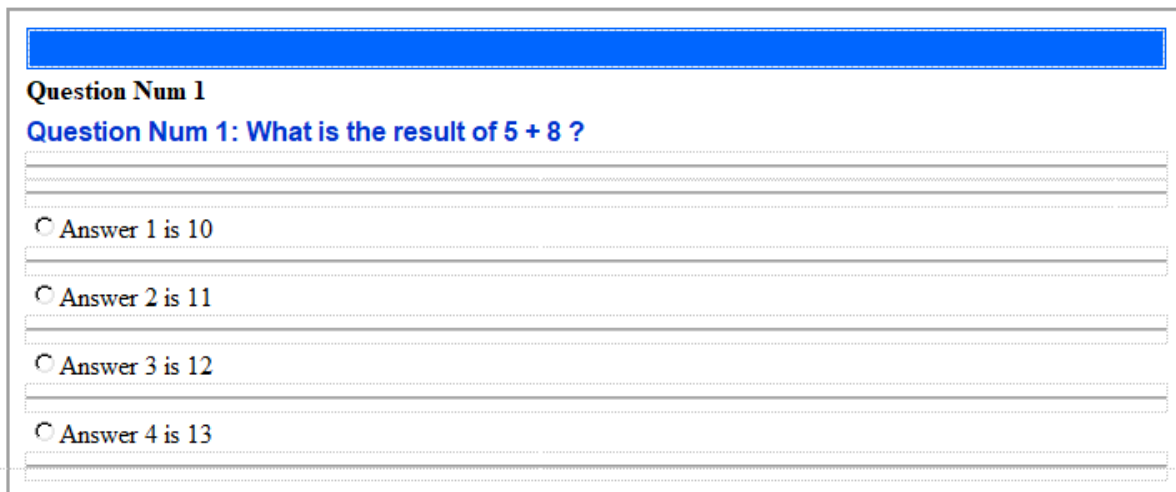 Question Num 1
Question Num 1: What is the result of 5 + 8 ?
Answer 1 is 10
Answer 2 is 11
Answer 3 is 12
Answer 4 is 13